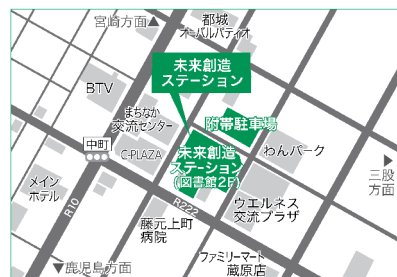 宮崎方面▲
都城
オーバルパティオ
未来創造
ステーション
BTV
まちなか
交流センター
附帯駐車場
中町
C-PLAZA
未来創造
ステーション
(図書館2F)
わんパーク
三股
方面
メイン
ホテル
R10
R222
ウエルネス
交流プラザ
藤元上町
病院
ファミリーマート
蔵原店
▼鹿児島方面